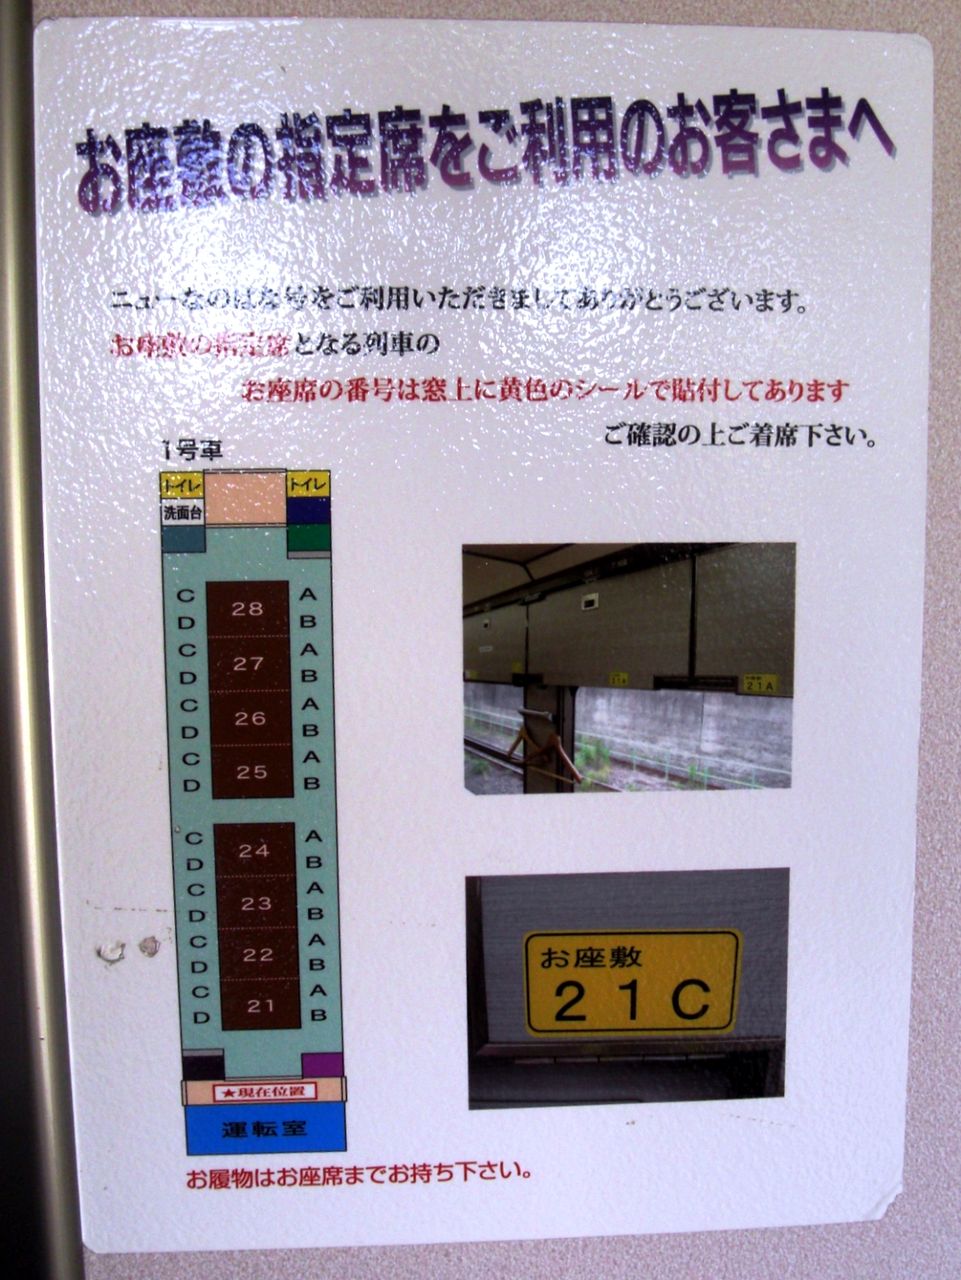 お座敷の指定席をご利用のお客さまへ
ニューなのはな号をご利用いただきましてありがとうございます。
お座敷の指定席となる列車の
お座席の番号は窓上に黄色のシールで貼付してあります
ご確認の上ご着席下さい。
1号車
トイレ トイレ
洗面台
C 28 A
D B
C 27 A
D B
C 26 A
D B
C 25 A
D B
C 24 A
D B
C 23 A
D B
C 22 A
D B
C 21 A
D B
★現在位置
運転室
お履物はお座席までお持ち下さい。
21A
お座敷
21C